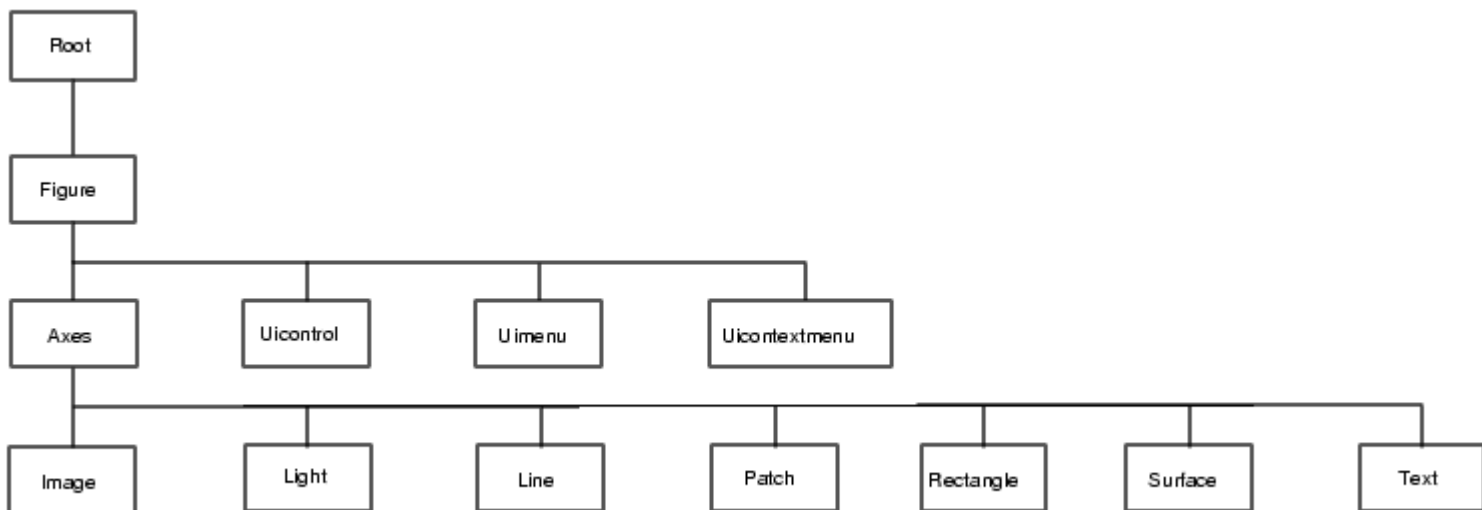 Root
Figure
Axes
Uicontrol
Uimenu
Uicontextmenu
Image
Light
Line
Patch
Rectangle
Surface
Text